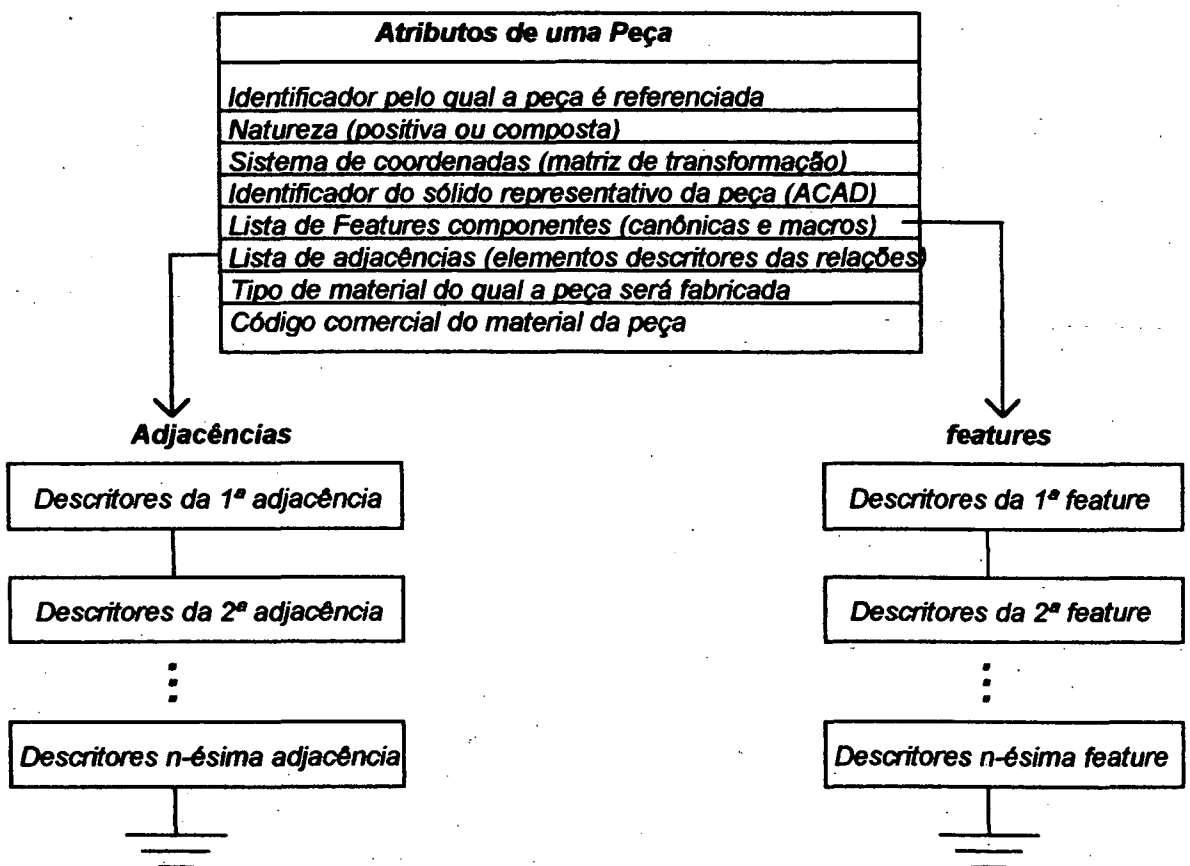 Atributos de uma Peça
Identificador pelo qual a peça é referenciada
Natureza (positiva ou composta)
Sistema de coordenadas (matriz de transformação)
Identificador do sólido representativo da peça (ACAD)
Lista de Features componentes (canônicas e macros)
Lista de adjacências (elementos descritores das relações)
Tipo de material do qual a peça será fabricada
Código comercial do material da peça
Adjacências
Descritores da 1ª adjacência
Descritores da 2ª adjacência
Descritores n-ésima adjacência
features
Descritores da 1ª feature
Descritores da 2ª feature
Descritores n-ésima feature